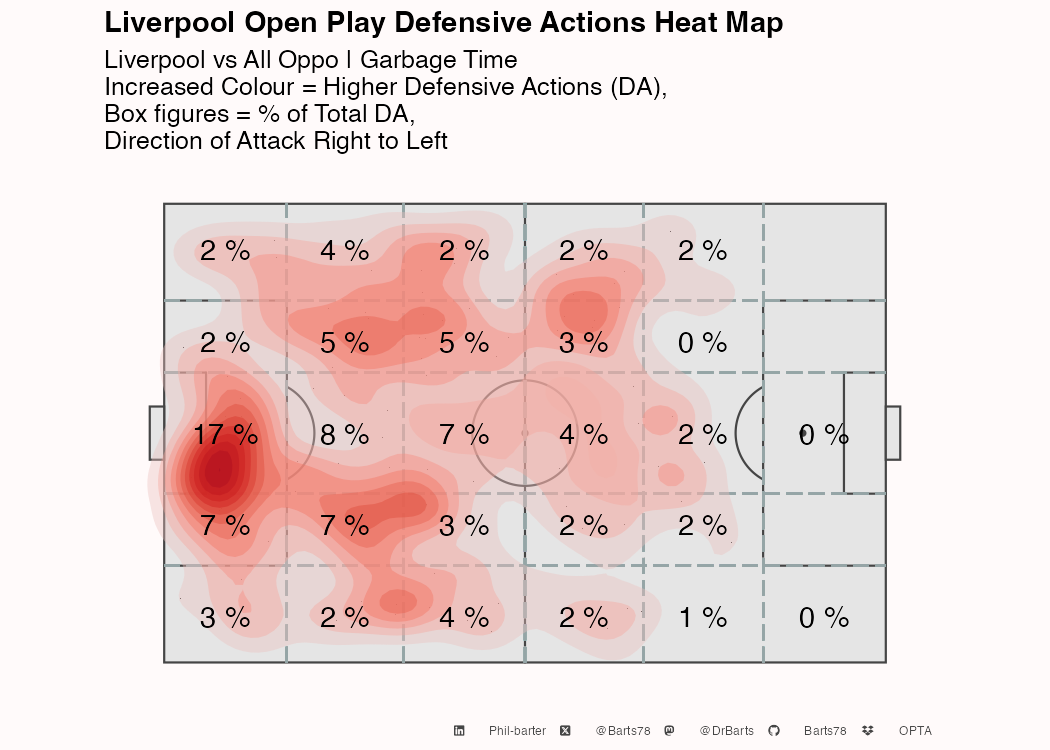 Liverpool Open Play Defensive Actions Heat Map
Liverpool vs All Oppo | Garbage Time
Increased Colour = Higher Defensive Actions (DA),
Box figures = % of Total DA,
Direction of Attack Right to Left
2 % 4 % 2 % 2 % 2 %
2 % 5 % 5 % 3 % 0 %
17 % 8 % 7 % 4 % 2 % 0 %
7 % 7 % 3 % 2 % 2 %
3 % 2 % 4 % 2 % 1 % 0 %
Phil-barter @Barts78 @DrBarts Barts78 OPTA